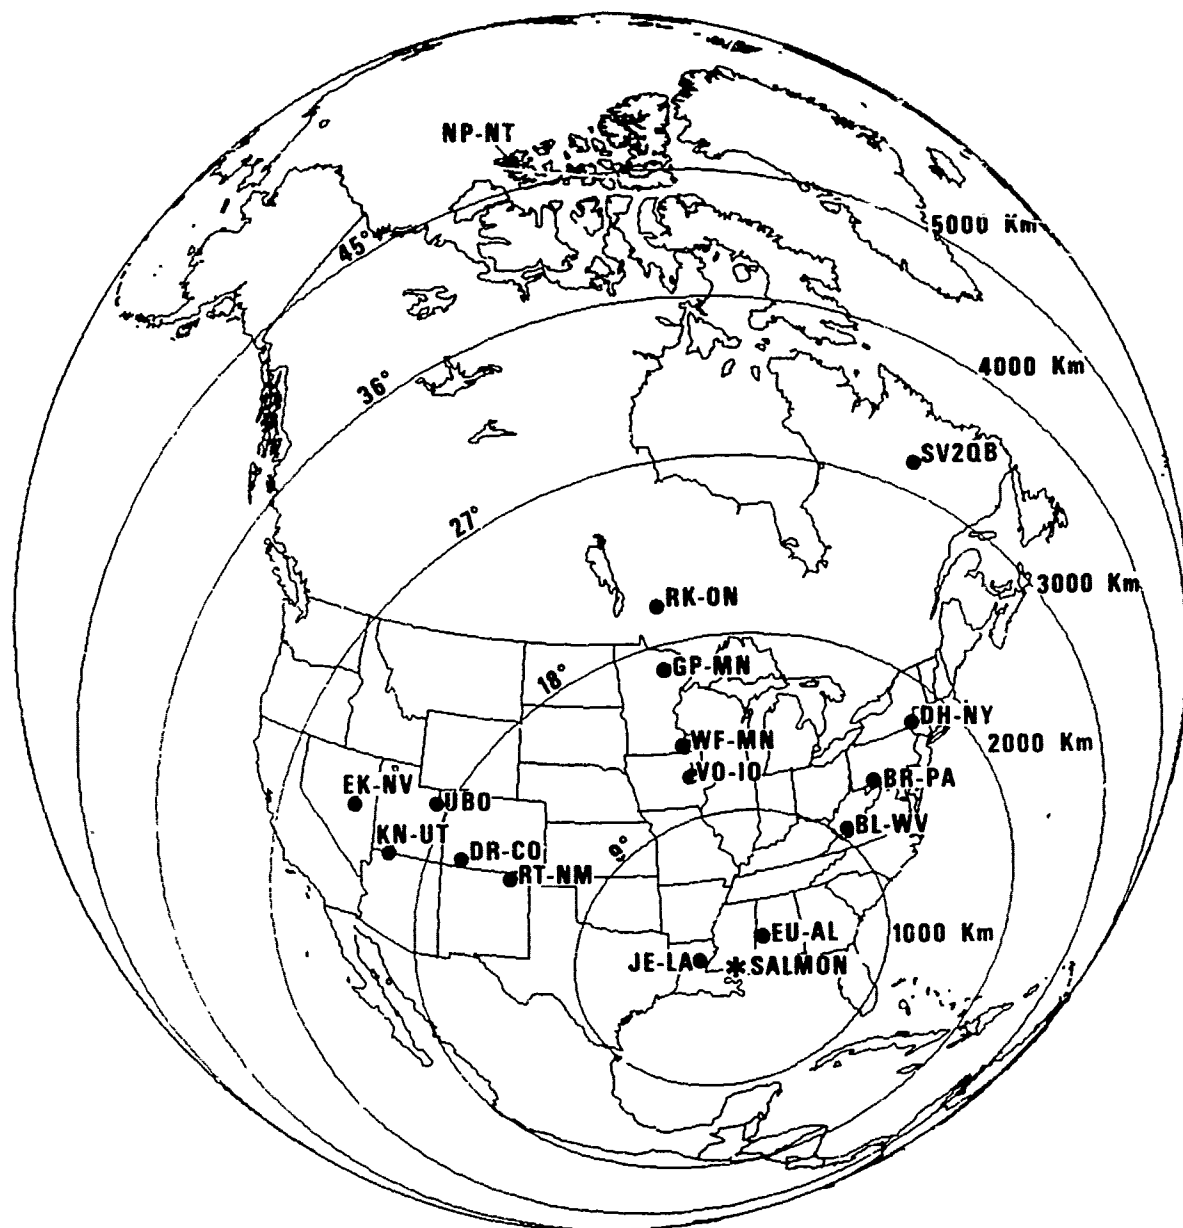 NP-NT
5000 Km
45°
4000 Km
36°
SV2QB
27°
3000 Km
RK-ON
GP-MN
18°
DH-NY
WF-MN
2000 Km
VO-IO
BR-PA
EK-NV
UBO
BL-WV
KN-UT
9°
DR-CO
RT-NM
1000 Km
EU-AL
JE-LA
*SALMON